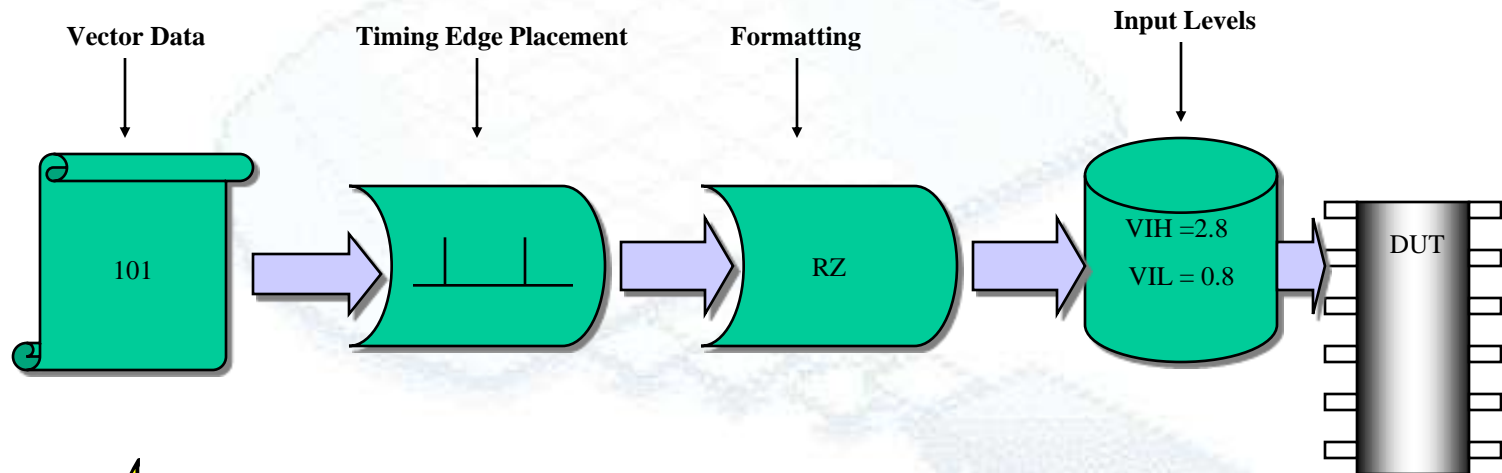 Vector Data
Timing Edge Placement
Formatting
Input Levels
101
RZ
VIH =2.8
VIL = 0.8
DUT